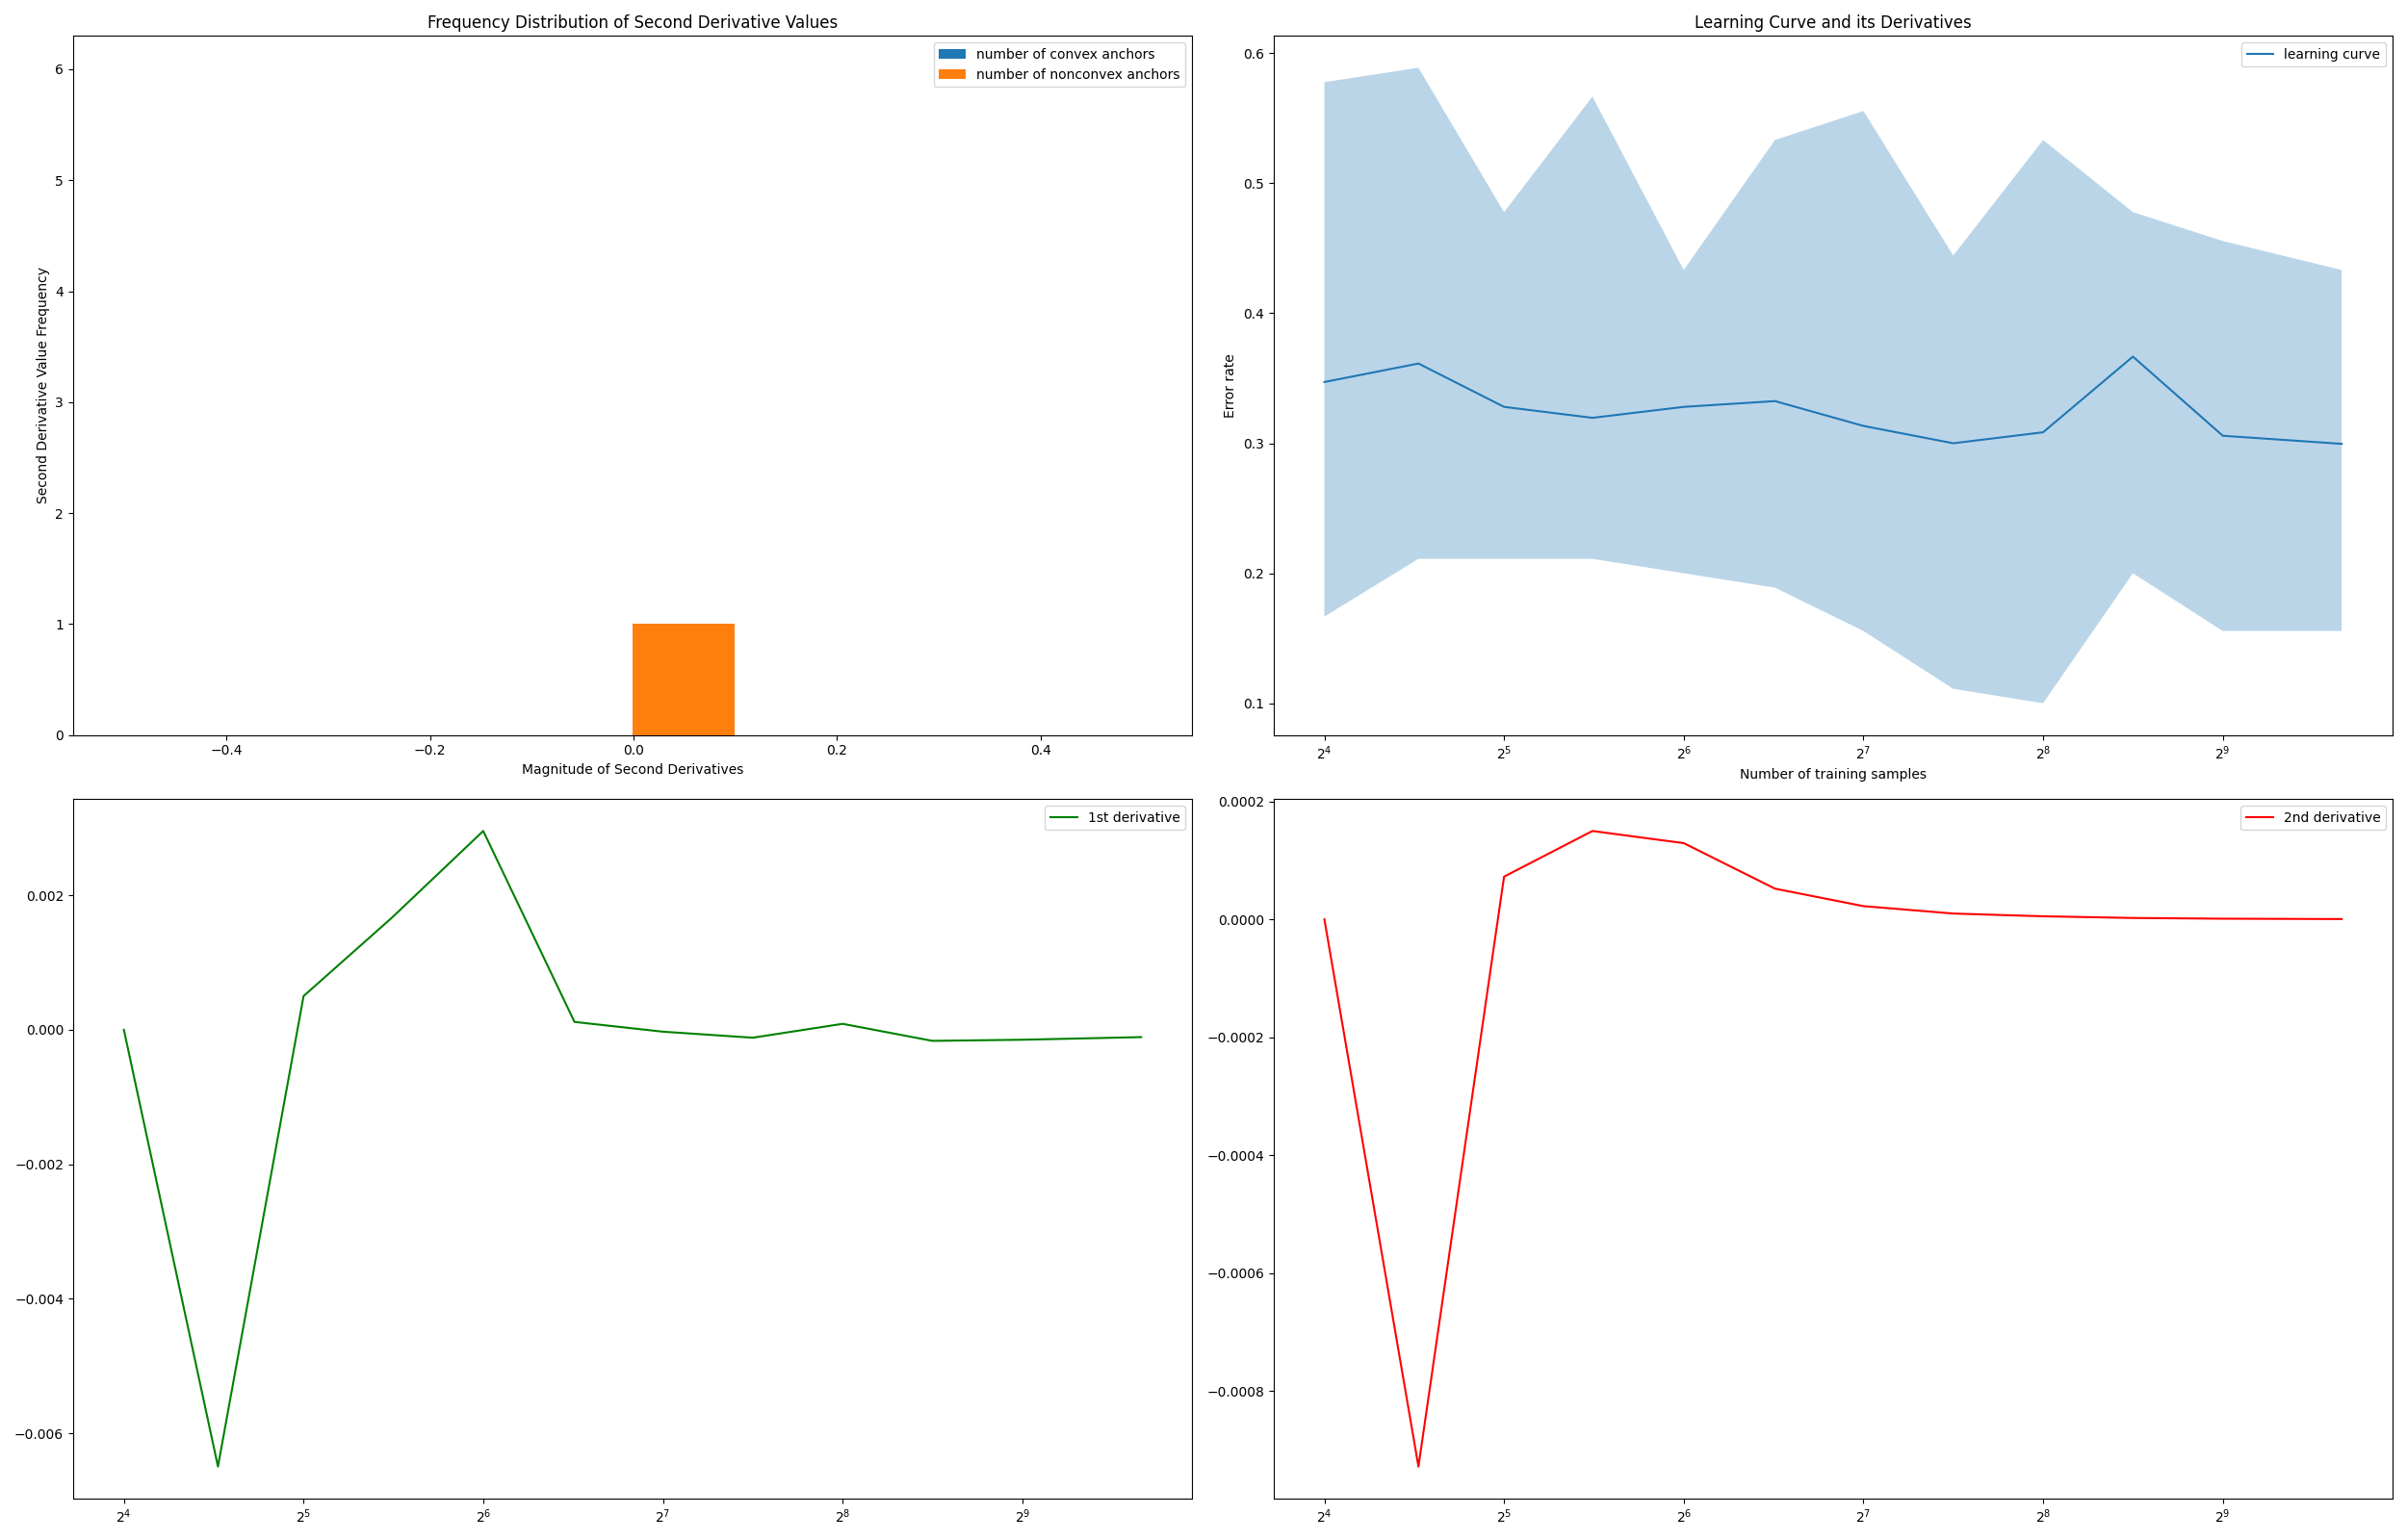 Frequency Distribution of Second Derivative Values
number of convex anchors
number of nonconvex anchors
6
5
4
3
2
1
0
Second Derivative Value Frequency
−0.4 −0.2 0.0 0.2 0.4
Magnitude of Second Derivatives
Learning Curve and its Derivatives
learning curve
0.6
0.5
0.4
0.3
0.2
0.1
Error rate
2⁴ 2⁵ 2⁶ 2⁷ 2⁸ 2⁹
Number of training samples
1st derivative
0.002
0.000
−0.002
−0.004
−0.006
2⁴ 2⁵ 2⁶ 2⁷ 2⁸ 2⁹
2nd derivative
0.0002
0.0000
−0.0002
−0.0004
−0.0006
−0.0008
2⁴ 2⁵ 2�6 2⁷ 2⁸ 2⁹